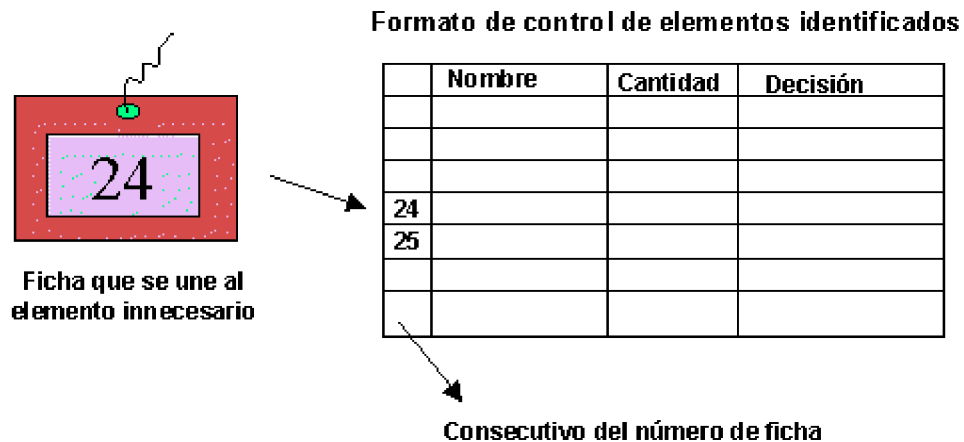 Formato de control de elementos identificados
Nombre Cantidad Decisión
24
24
25
Ficha que se une al
elemento innecesario
Consecutivo del número de ficha